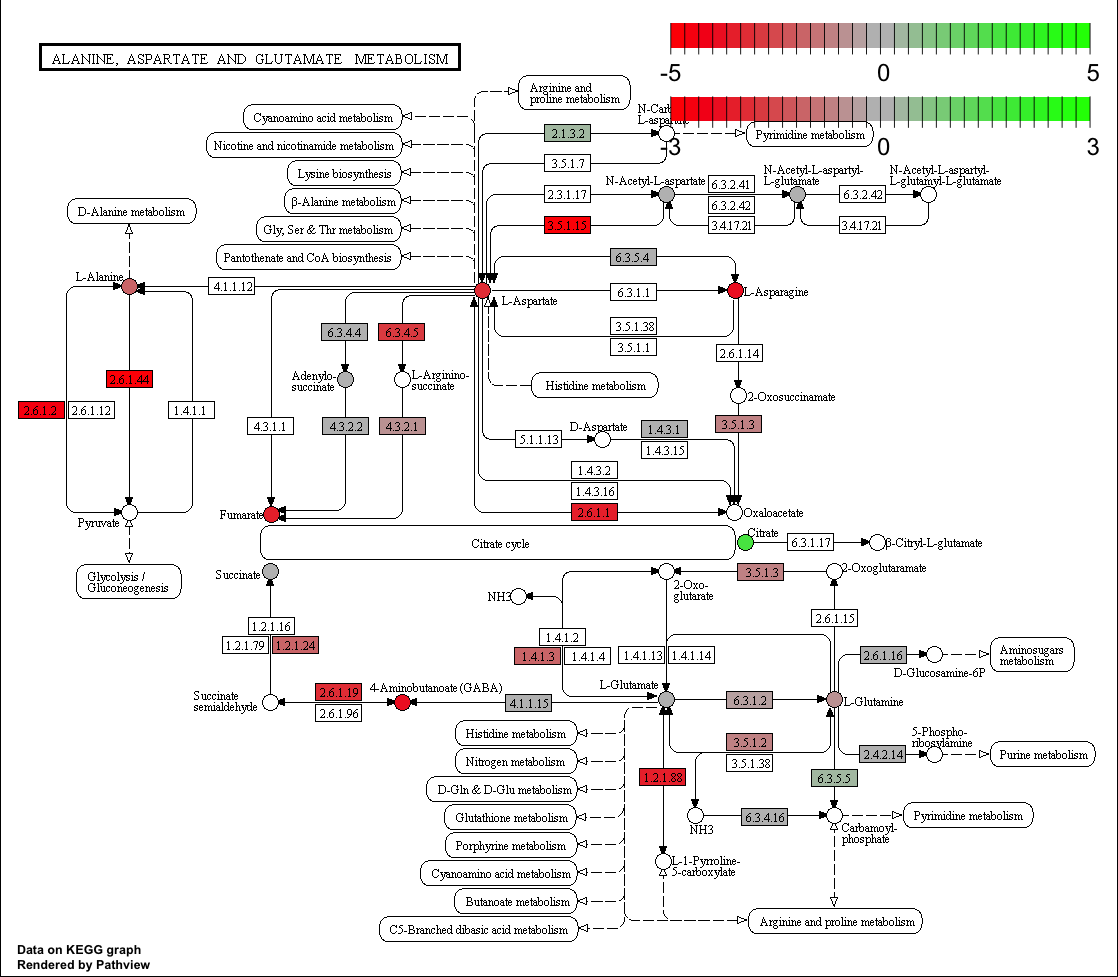 ALANINE, ASPARTATE AND GLUTAMATE METABOLISM
-5
0
5
-3
0
3
Arginine and
proline metabolism
N-Carb
L-aspartate
Cyanoamino acid metabolism
2.1.3.2
Pyrimidine metabolism
Nicotine and nicotinamide metabolism
3.5.1.7
Lysine biosynthesis
N-Acetyl-L-aspartate
6.3.2.41
N-Acetyl-L-aspartyl-
L-glutamate
N-Acetyl-L-aspartyl-
L-glutamyl-L-glutamate
2.3.1.17
6.3.2.42
6.3.2.42
β-Alanine metabolism
D-Alanine metabolism
Gly, Ser & Thr metabolism
3.5.1.15
3.4.17.21
3.4.17.21
Pantothenate and CoA biosynthesis
6.3.5.4
L-Alanine
4.1.1.12
L-Aspartate
6.3.1.1
L-Asparagine
6.3.4.4
6.3.4.5
3.5.1.38
3.5.1.1
2.6.1.14
Adenylo-
succinate
L-Arginino-
succinate
Histidine metabolism
2.6.1.44
2-Oxosuccinamate
2.6.1.2
2.6.1.12
1.4.1.1
4.3.1.1
4.3.2.2
4.3.2.1
D-Aspartate
5.1.1.13
1.4.3.1
1.4.3.15
3.5.1.3
1.4.3.2
1.4.3.16
Pyruvate
Fumarate
2.6.1.1
Oxaloacetate
Citrate cycle
Citrate
6.3.1.17
β-Citryl-L-glutamate
Glycolysis /
Gluconeogenesis
Succinate
NH3
2-Oxo-
glutarate
3.5.1.3
2-Oxoglutaramate
1.2.1.16
1.2.1.79
1.2.1.24
1.4.1.2
1.4.1.3
1.4.1.4
1.4.1.13
1.4.1.14
2.6.1.15
2.6.1.16
D-Glucosamine-6P
Aminosugars
metabolism
Succinate
semialdehyde
2.6.1.19
2.6.1.96
4-Aminobutanoate (GABA)
4.1.1.15
L-Glutamate
6.3.1.2
L-Glutamine
Histidine metabolism
3.5.1.2
3.5.1.38
5-Phospho-
ribosylamine
2.4.2.14
Purine metabolism
Nitrogen metabolism
1.2.1.88
6.3.5.5
D-Gln & D-Glu metabolism
Glutathione metabolism
NH3
6.3.4.16
Carbamoyl-
phosphate
Pyrimidine metabolism
Porphyrine metabolism
Cyanoamino acid metabolism
L-1-Pyrroline-
5-carboxylate
Butanoate metabolism
C5-Branched dibasic acid metabolism
Arginine and proline metabolism
Data on KEGG graph
Rendered by Pathview